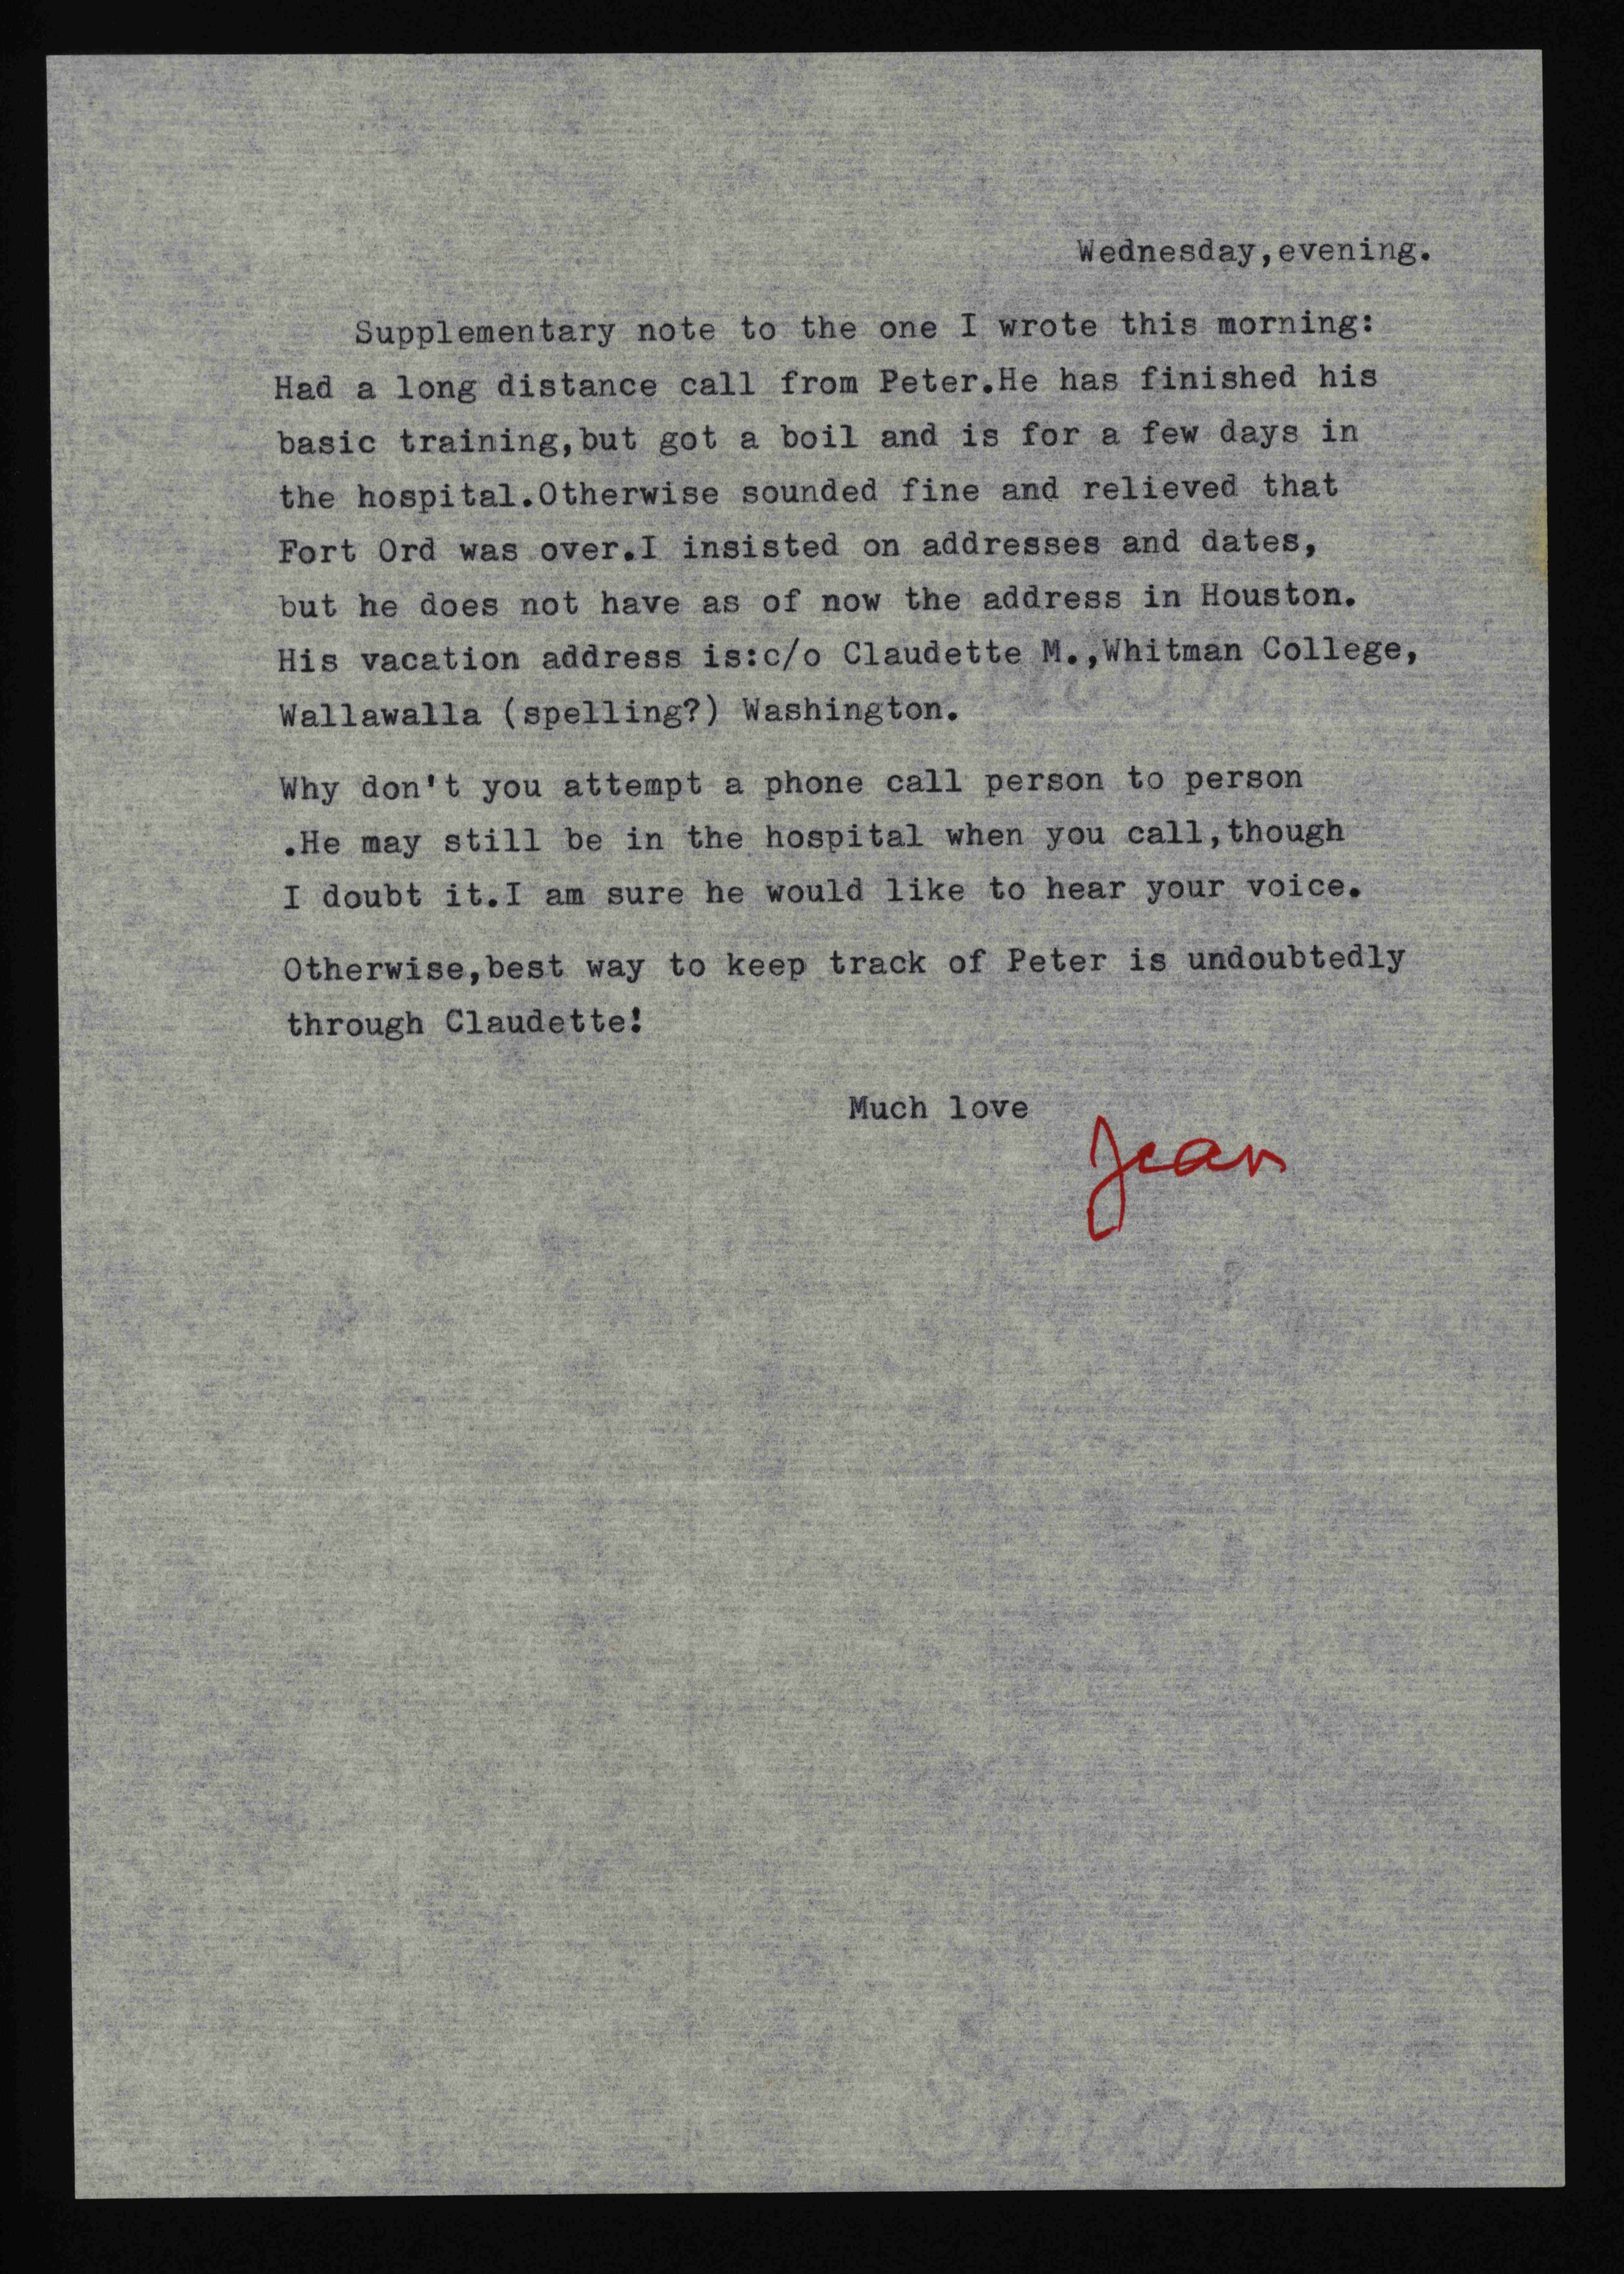 Wednesday,evening.
Supplementary note to the one I wrote this morning:
Had a long distance call from Peter.He has finished his
basic training,but got a boil and is for a few days in
the hospital.Otherwise sounded fine and relieved that
Fort Ord was over.I insisted on addresses and dates,
but he does not have as of now the address in Houston.
His vacation address is:c/o Claudette M.,Whitman College,
Wallawalla (spelling?) Washington.
Why don't you attempt a phone call person to person
.He may still be in the hospital when you call,though
I doubt it.I am sure he would like to hear your voice.
Otherwise,best way to keep track of Peter is undoubtedly
through Claudette!
Much love
Jean